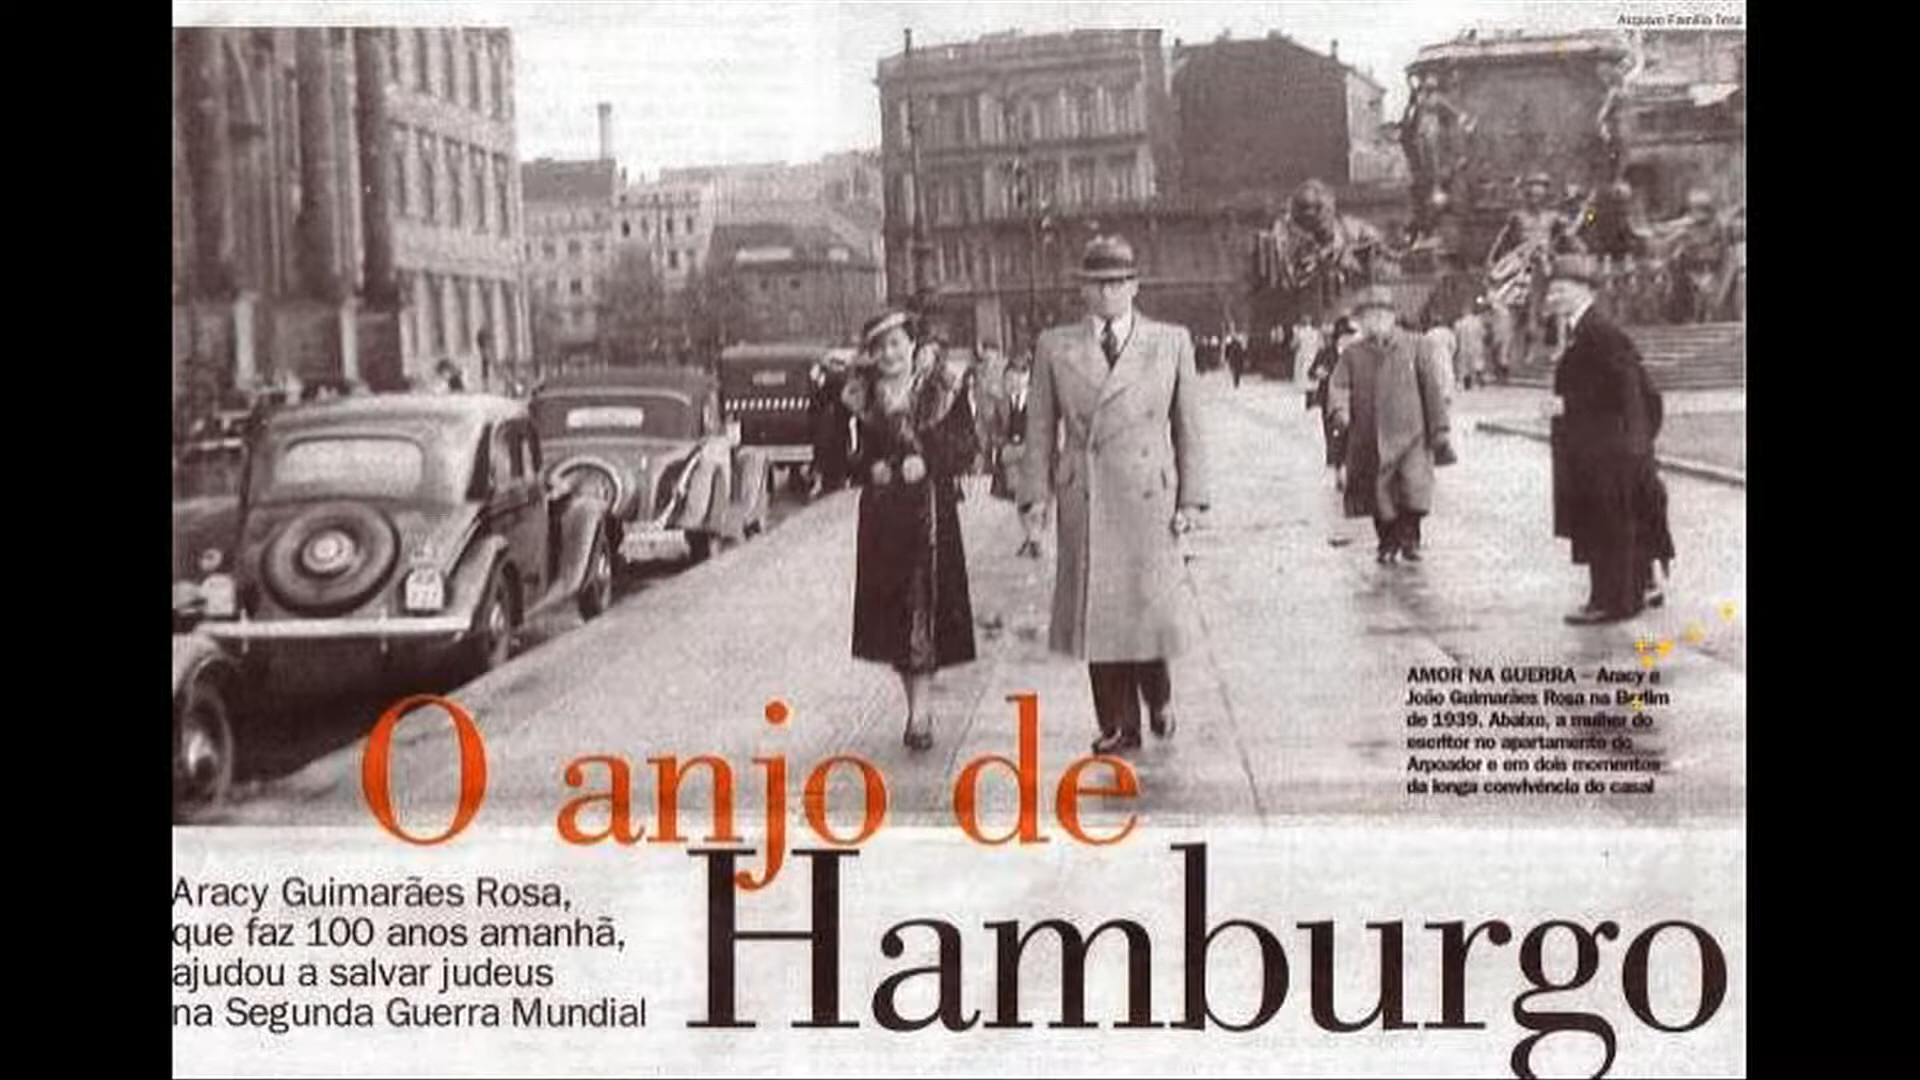 Arquivo Família Tess
AMOR NA GUERRA – Aracy e
João Guimarães Rosa na Berlim
de 1939. Abaixo, a mulher do
escritor no apartamento do
Arpoador e em dois momentos
da longa convivência do casal
O anjo de
Hamburgo
Aracy Guimarães Rosa,
que faz 100 anos amanhã,
ajudou a salvar judeus
na Segunda Guerra Mundial